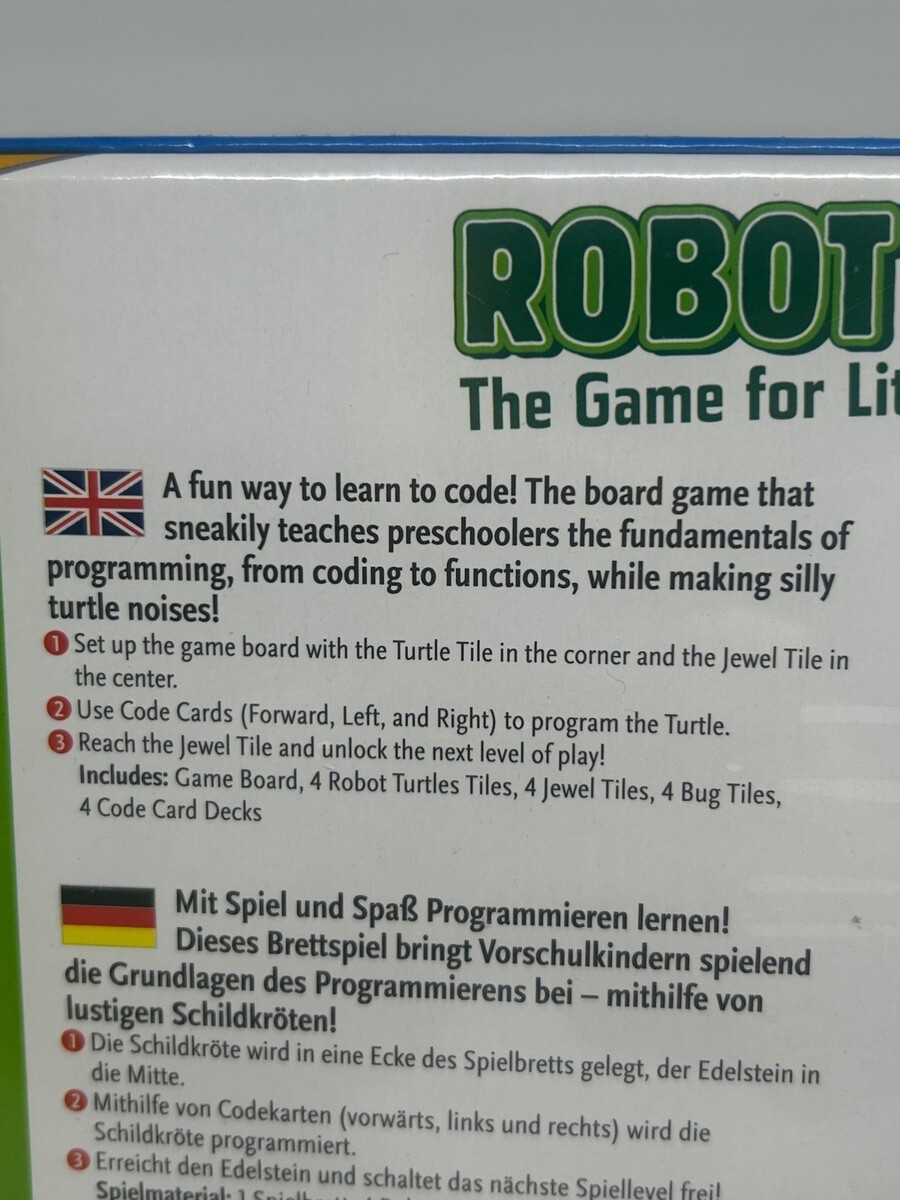 ROBOT
The Game for
A fun way to learn to code! The board game that
sneakily teaches preschoolers the fundamentals of
programming, from coding to functions, while making silly
turtle noises!
1 Set up the game board with the Turtle Tile in the corner and the Jewel Tile in
the center.
2 Use Code Cards (Forward, Left, and Right) to program the Turtle.
3 Reach the Jewel Tile and unlock the next level of play!
Includes: Game Board, 4 Robot Turtles Tiles, 4 Jewel Tiles, 4 Bug Tiles,
4 Code Card Decks
Mit Spiel und Spaß Programmieren lernen!
Dieses Brettspiel bringt Vorschulkindern spielend
die Grundlagen des Programmierens bei – mithilfe von
lustigen Schildkröten!
1 Die Schildkröte wird in eine Ecke des Spielbretts gelegt, der Edelstein in
die Mitte.
2 Mithilfe von Codekarten (vorwärts, links und rechts) wird die
Schildkröte programmiert.
3 Erreicht den Edelstein und schaltet das nächste Spiellevel frei!
Spielmaterial: 1